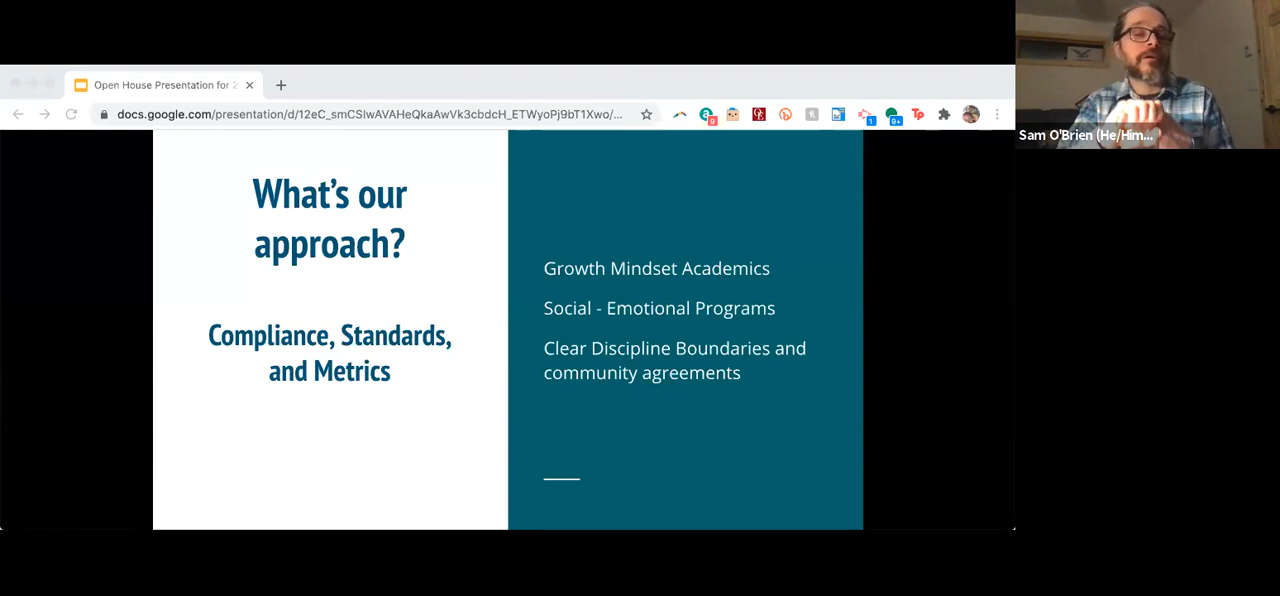 Open House Presentation for 2
docs.google.com/presentation/d/12eC_smCSlwAVAHeQkaAwVk3cbdcH_ETWyoPj9bT1Xwo/...
What's our
approach?
Compliance, Standards,
and Metrics
Growth Mindset Academics
Social - Emotional Programs
Clear Discipline Boundaries and
community agreements
Sam O'Brien (He/Him...